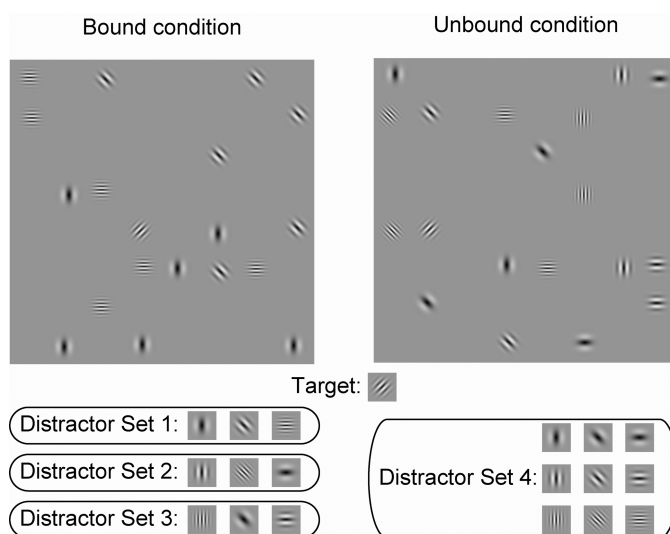 Bound condition
Unbound condition
Target:
Distractor Set 1:
Distractor Set 2:
Distractor Set 3:
Distractor Set 4: